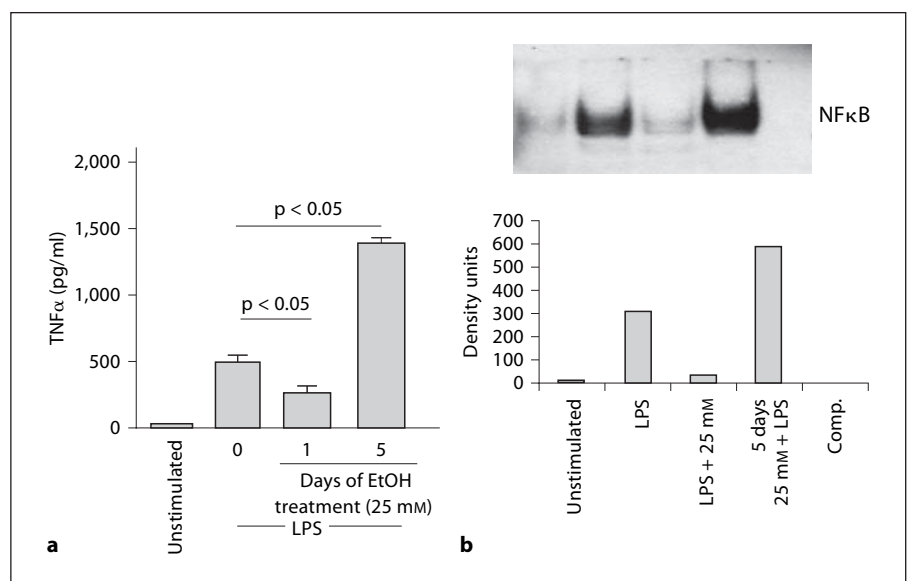 NFκB
2,000
1,500
1,000
500
0
TNFα (pg/ml)
p < 0.05
p < 0.05
Unstimulated
0
1
5
Days of EtOH
treatment (25 mM)
LPS
a
700
600
500
400
300
200
100
0
Density units
Unstimulated
LPS
LPS + 25 mM
5 days
25 mM + LPS
Comp.
b